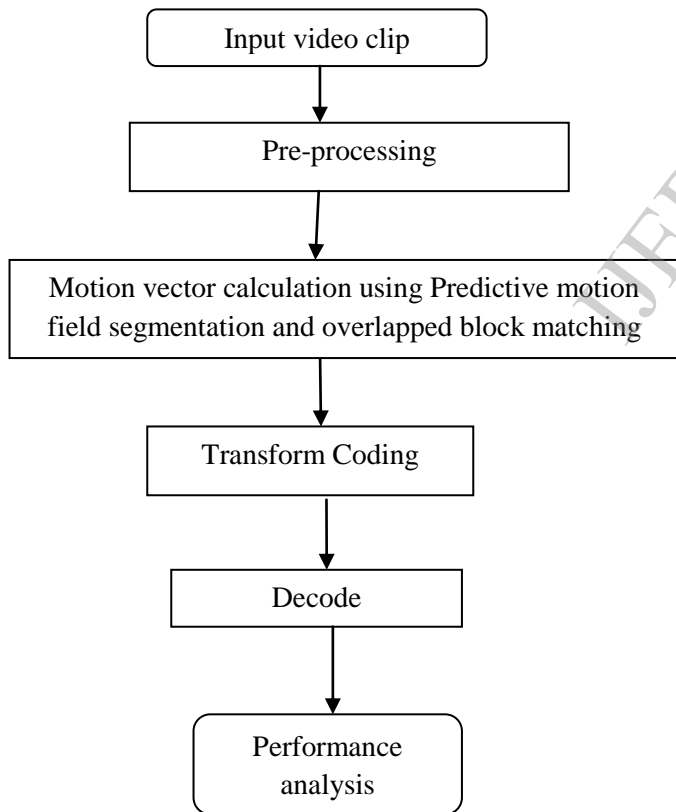 Input video clip
Pre-processing
Motion vector calculation using Predictive motion
field segmentation and overlapped block matching
Transform Coding
Decode
Performance
analysis